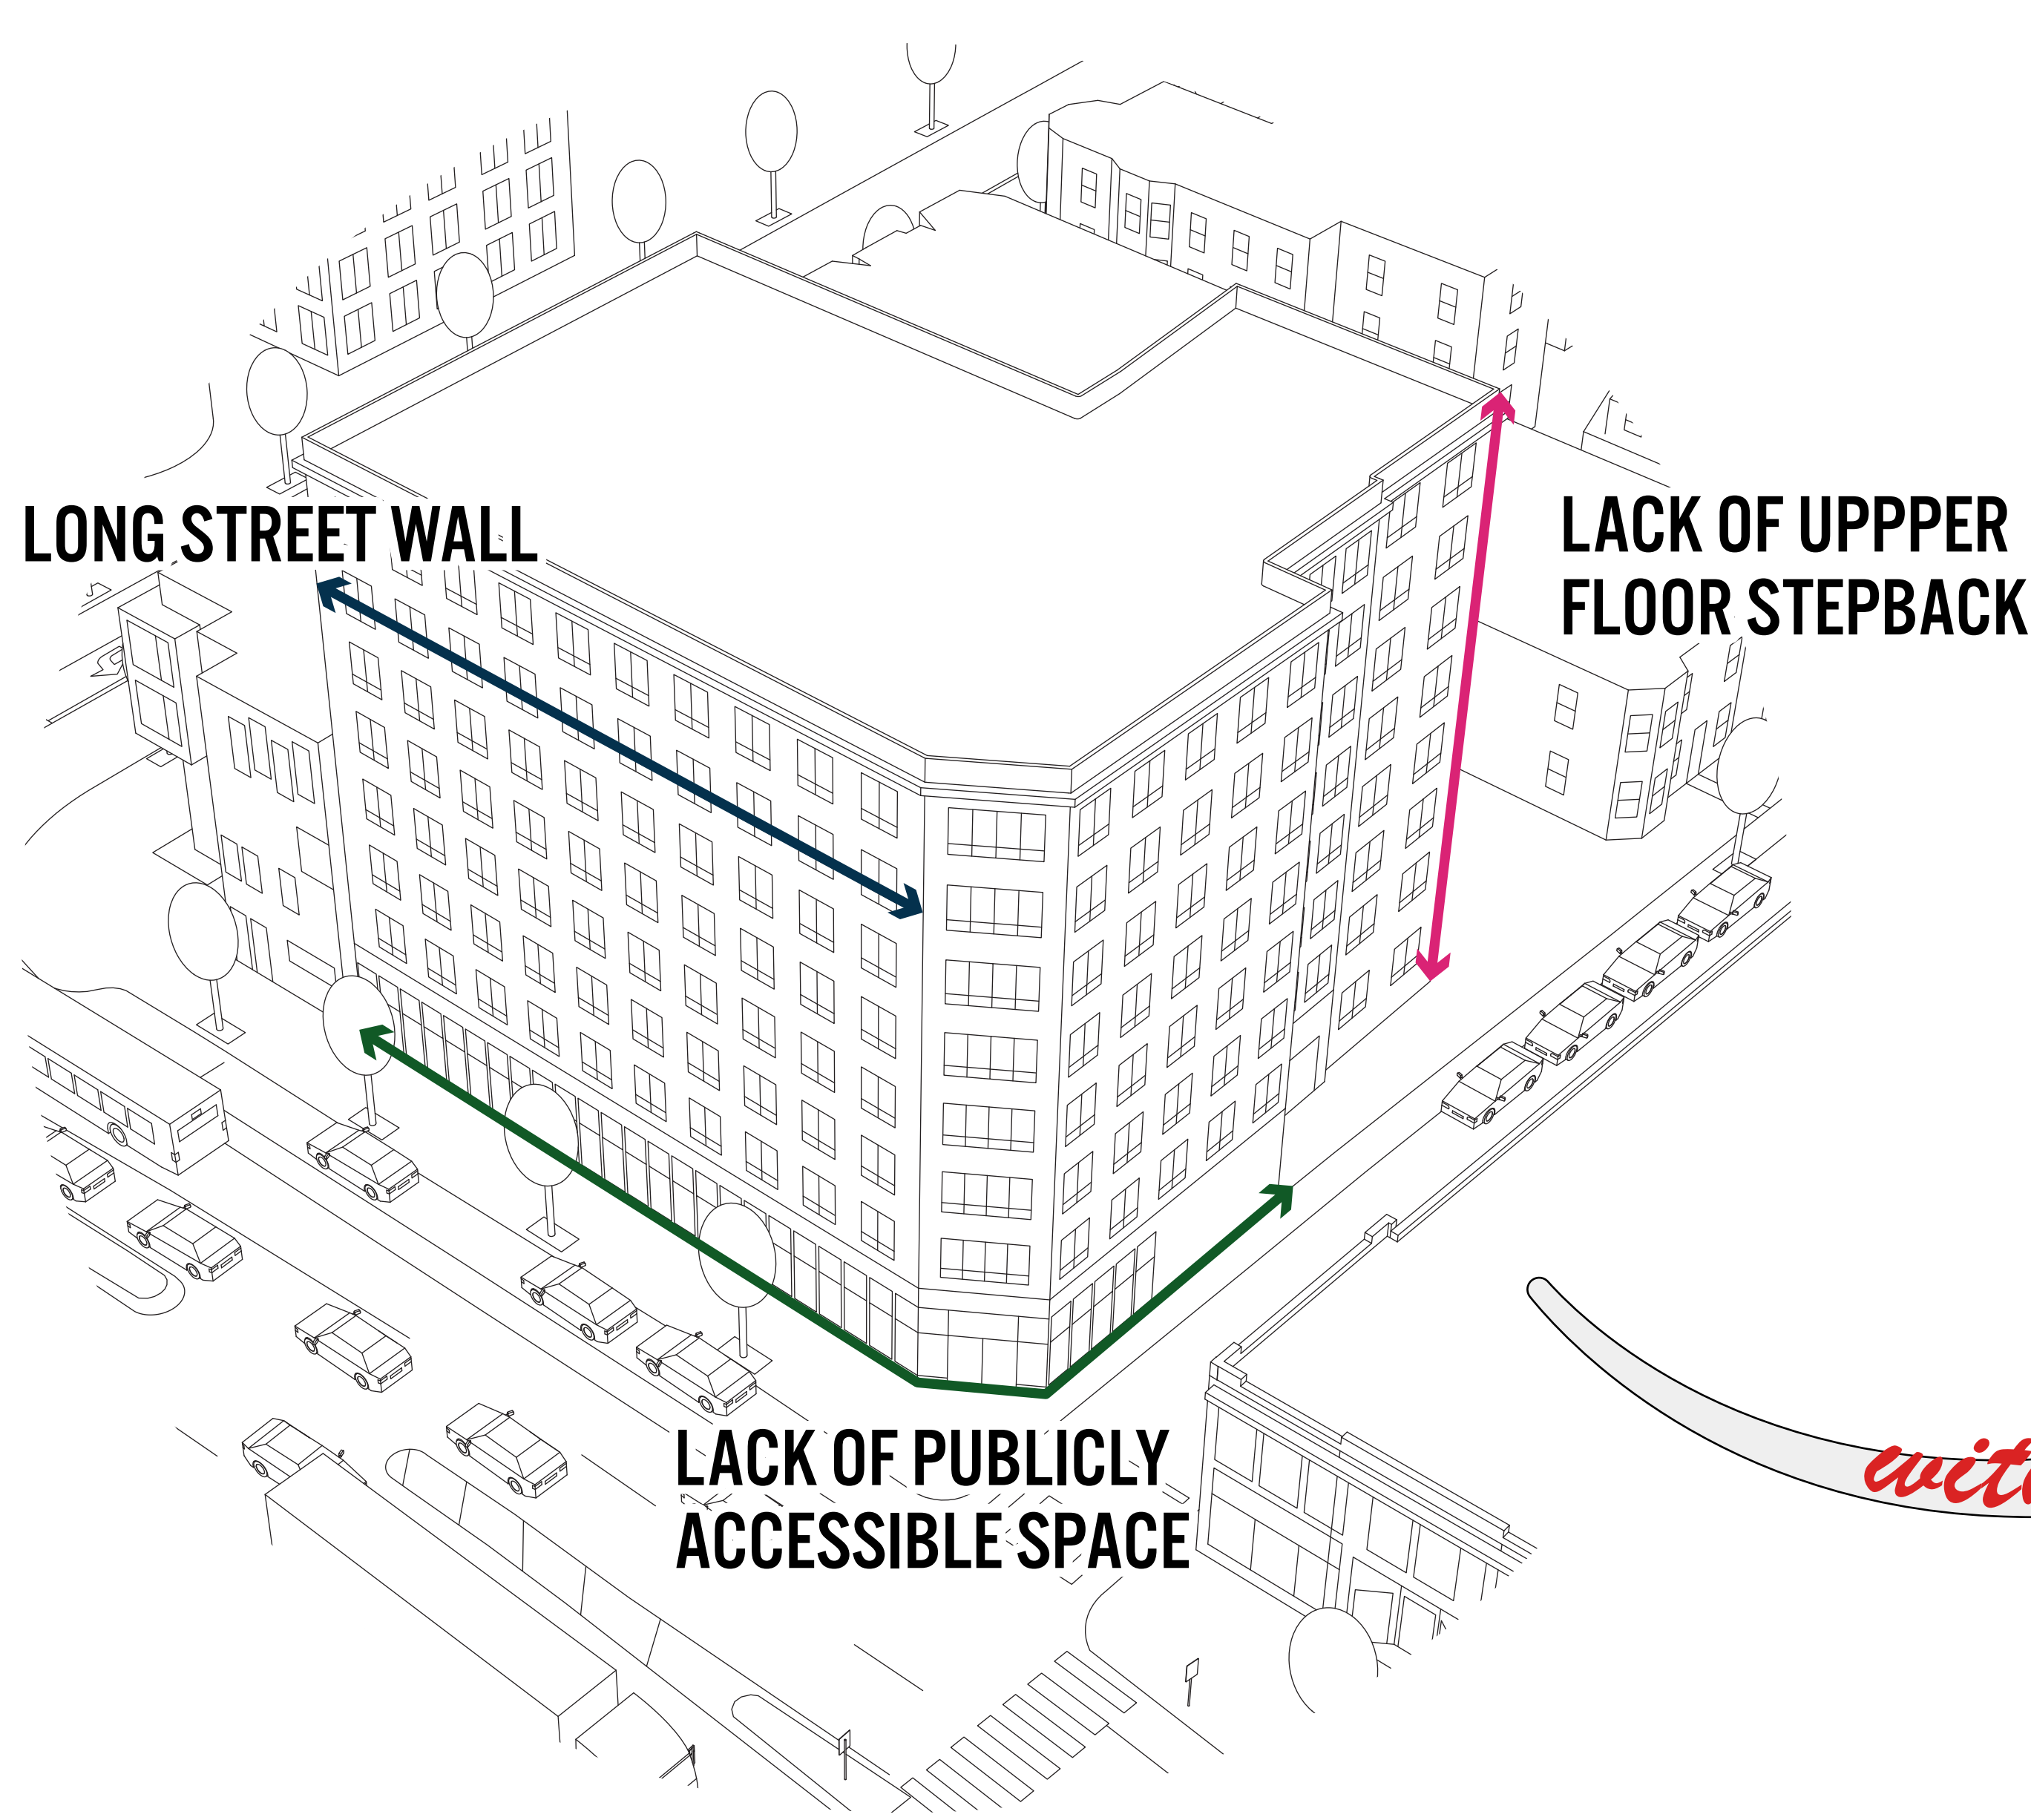 LONG STREET WALL
LACK OF UPPPER
FLOOR STEPBACK
LACK OF PUBLICLY
ACCESSIBLE SPACE